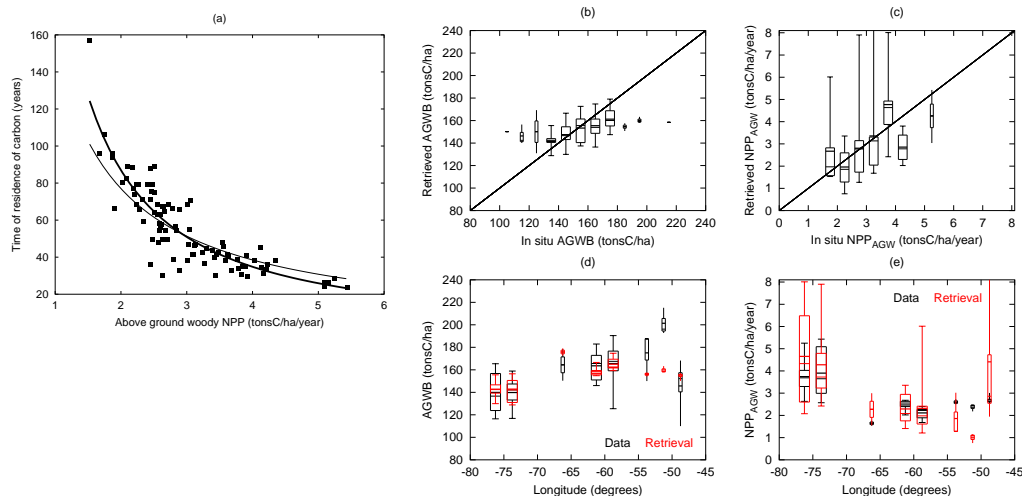 (a)
160
140
120
100
80
60
40
20
1 2 3 4 5 6
Time of residence of carbon (years)
Above ground woody NPP (tonsC/ha/year)
(b)
240
220
200
180
160
140
120
100
80
80 100 120 140 160 180 200 220 240
Retrieved AGWB (tonsC/ha)
In situ AGWB (tonsC/ha)
(c)
8
7
6
5
4
3
2
1
0
0 1 2 3 4 5 6 7 8
Retrieved NPPAGW (tonsC/ha/year)
In situ NPPAGW (tonsC/ha/year)
(d)
240
220
200
180
160
140
120
100
80
-80 -75 -70 -65 -60 -55 -50 -45
AGWB (tonsC/ha)
Data Retrieval
Longitude (degrees)
(e)
8
7
6
5
4
3
2
1
0
-80 -75 -70 -65 -60 -55 -50 -45
NPPAGW (tonsC/ha/year)
Data Retrieval
Longitude (degrees)